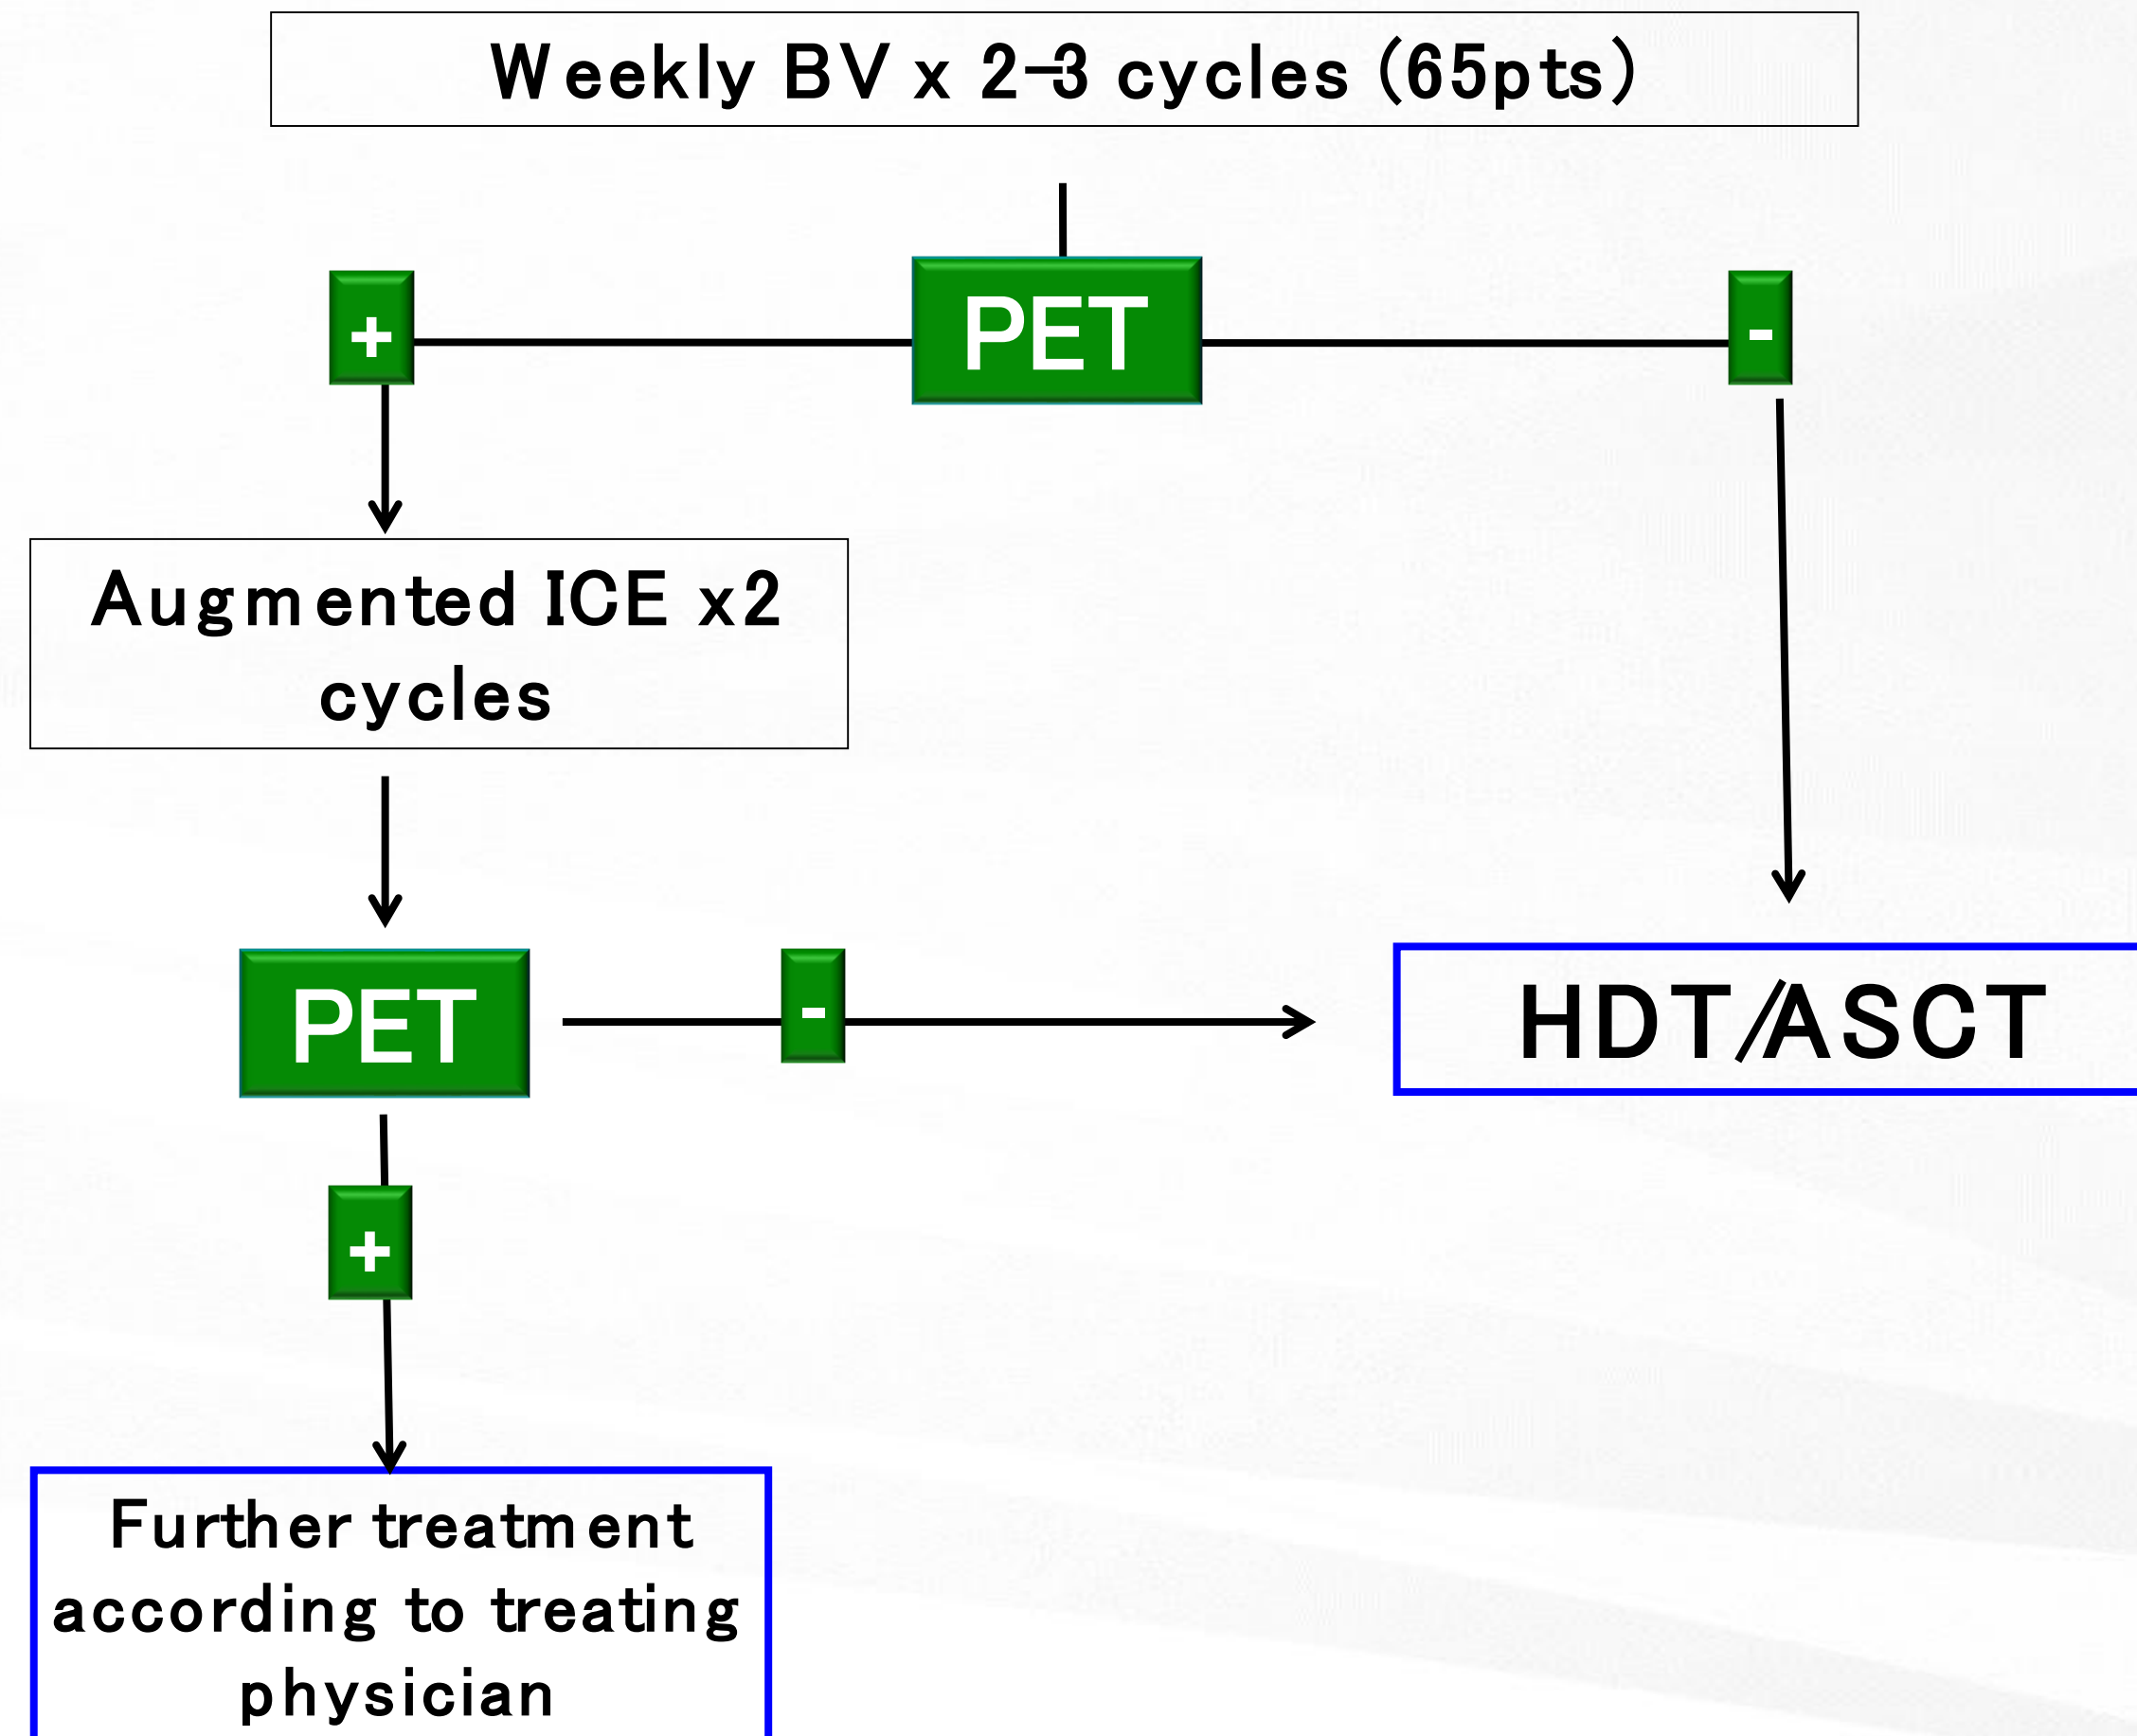 Weekly BV x 2-3 cycles (65pts)
+
PET
-
Augmented ICE x2
cycles
PET
-
HDT/ASCT
+
Further treatment
according to treating
physician